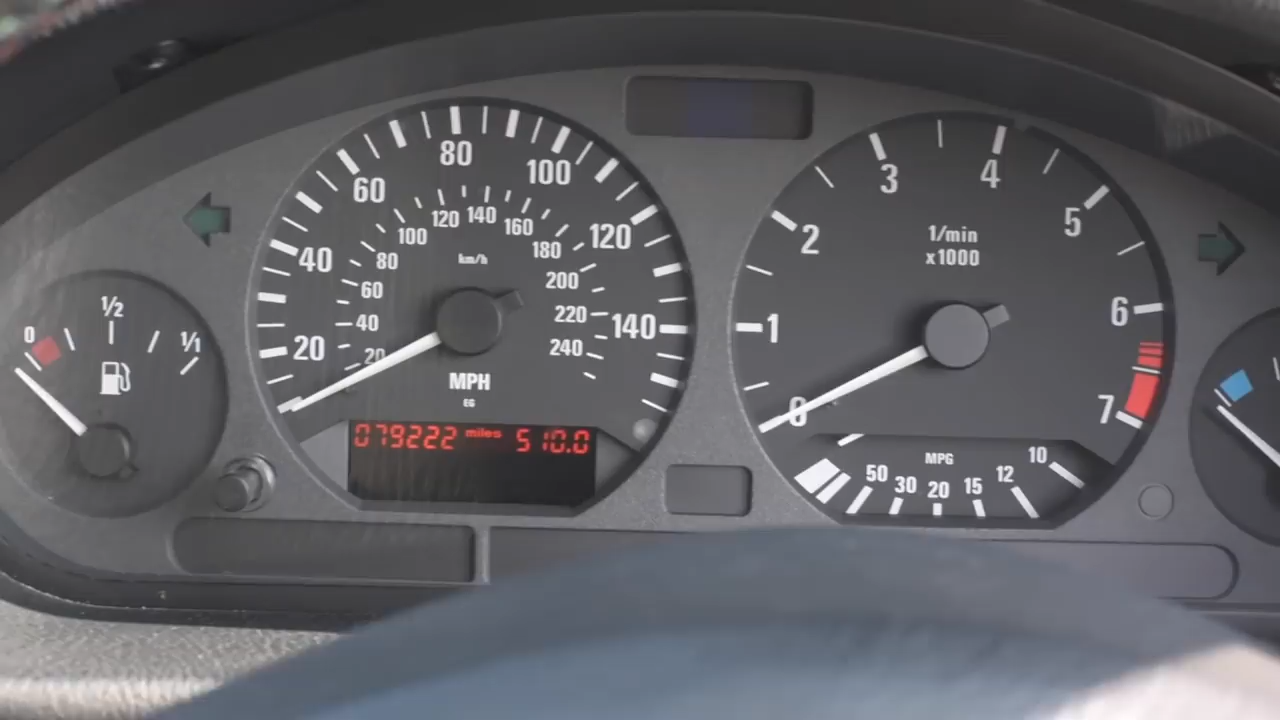 0 1/2 1/1
20 40 60 80 100 120 140
20 40 60 80 100 120 140 160 180 200 220 240
km/h
MPH
EG
079222 miles 510.0
0 1 2 3 4 5 6 7
1/min
x1000
MPG
50 30 20 15 12 10